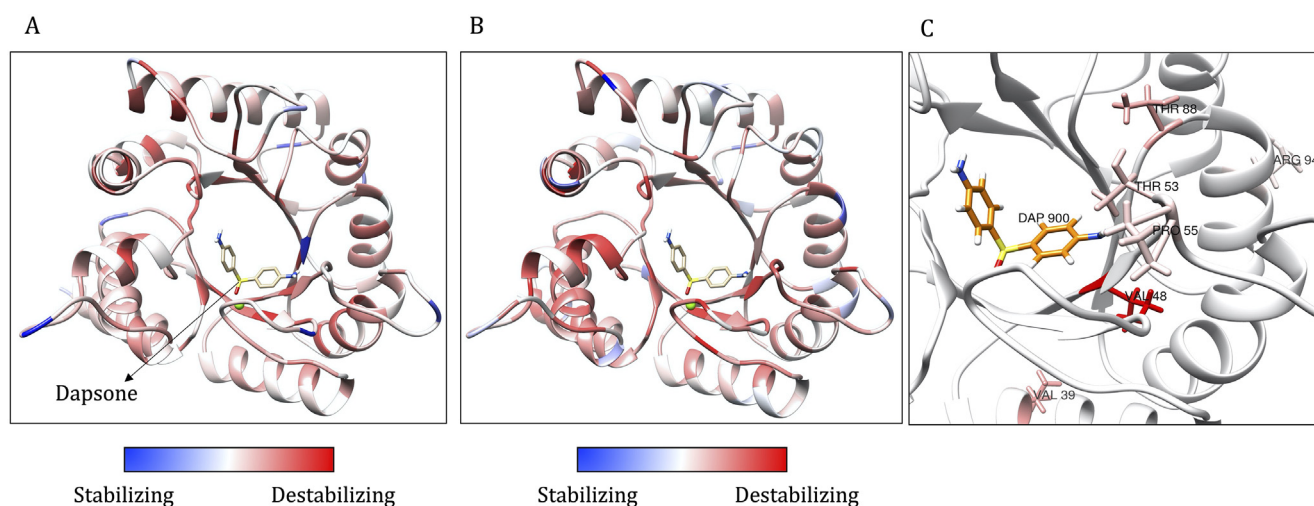 A
B
C
THR 88
ARG 94
THR 53
DAP 900
PRO 55
VAL 48
VAL 39
Dapsone
Stabilizing Destabilizing
Stabilizing Destabilizing